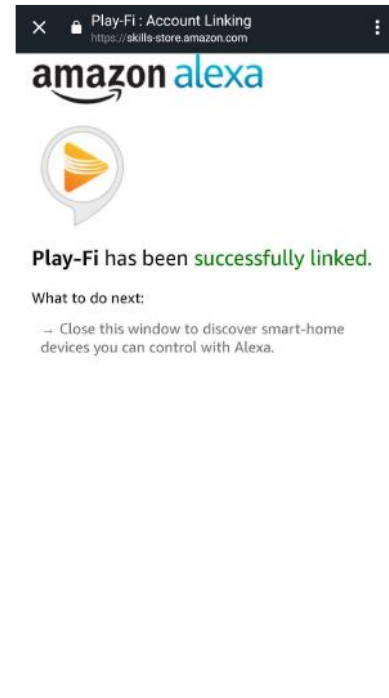 Play-Fi : Account Linking
https://skills-store.amazon.com
amazon alexa
Play-Fi has been successfully linked.
What to do next:
→ Close this window to discover smart-home
devices you can control with Alexa.